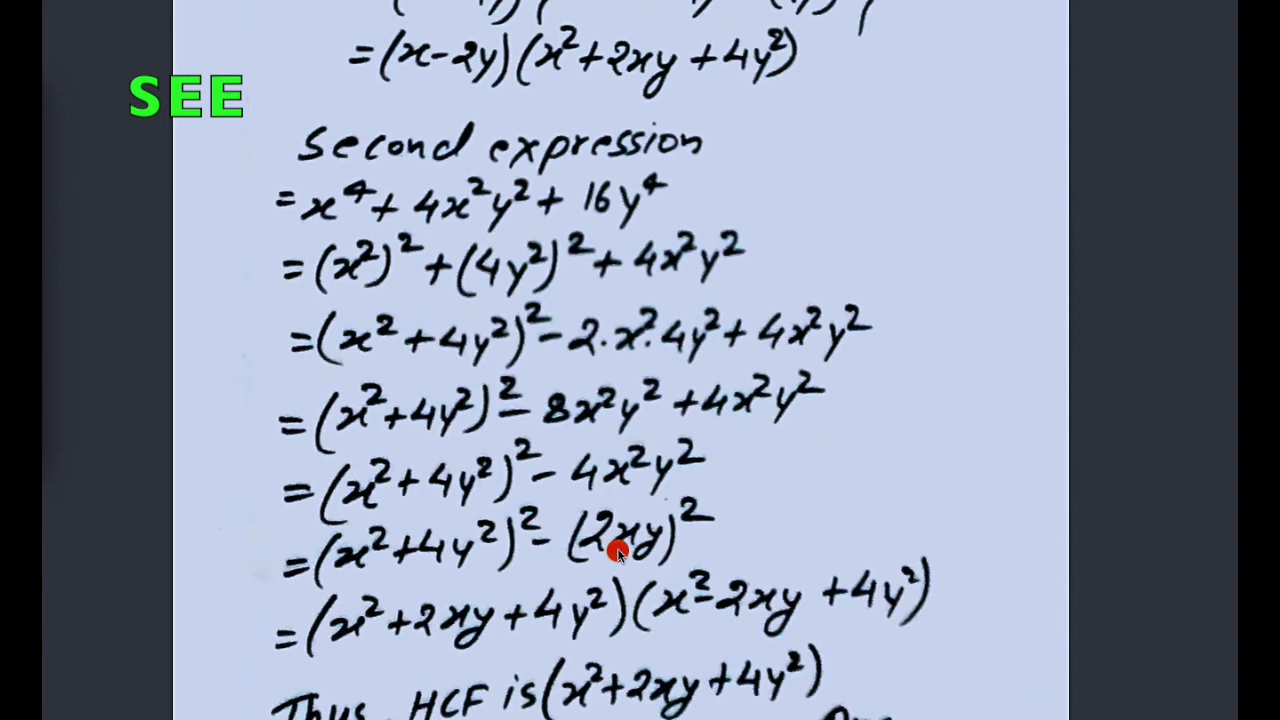 = (x-2y)(x²+2xy+4y²)
SEE
Second expression
= x⁴+ 4x²y²+ 16y⁴
= (x²)²+(4y²)²+ 4x²y²
=(x²+4y²)²- 2·x²·4y²+ 4x²y²
= (x²+4y²)²- 8x²y²+4x²y²
= (x²+4y²)²- 4x²y²
= (x²+4y²)²- (2xy)²
= (x²+2xy+4y²)(x²-2xy+4y²)
Thus, HCF is (x²+2xy+4y²)